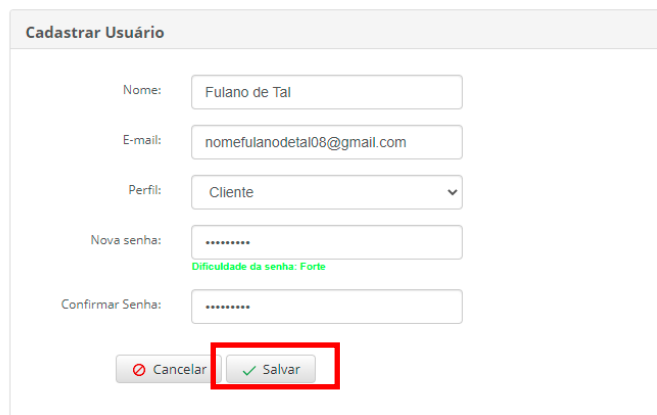 Cadastrar Usuário
Nome: Fulano de Tal
E-mail: nomefulanodetal08@gmail.com
Perfil: Cliente
Nova senha: •••••••••
Dificuldade da senha: Forte
Confirmar Senha: •••••••••
Cancelar Salvar